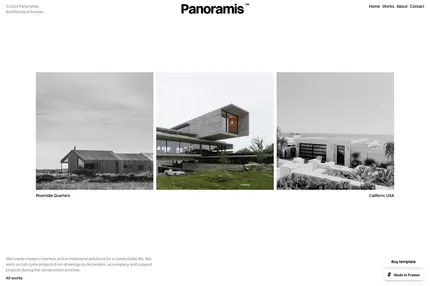 ©2024 Panoramis
Architectural bureau
Panoramis™
Home Works About Contact
Riverside Quarters
California, USA
We create modern interiors and architectural solutions for a comfortable life. We
work on full-cycle projects from drawings to decoration, accompany and support
projects during the construction process.
All works
Buy template
Made in Framer